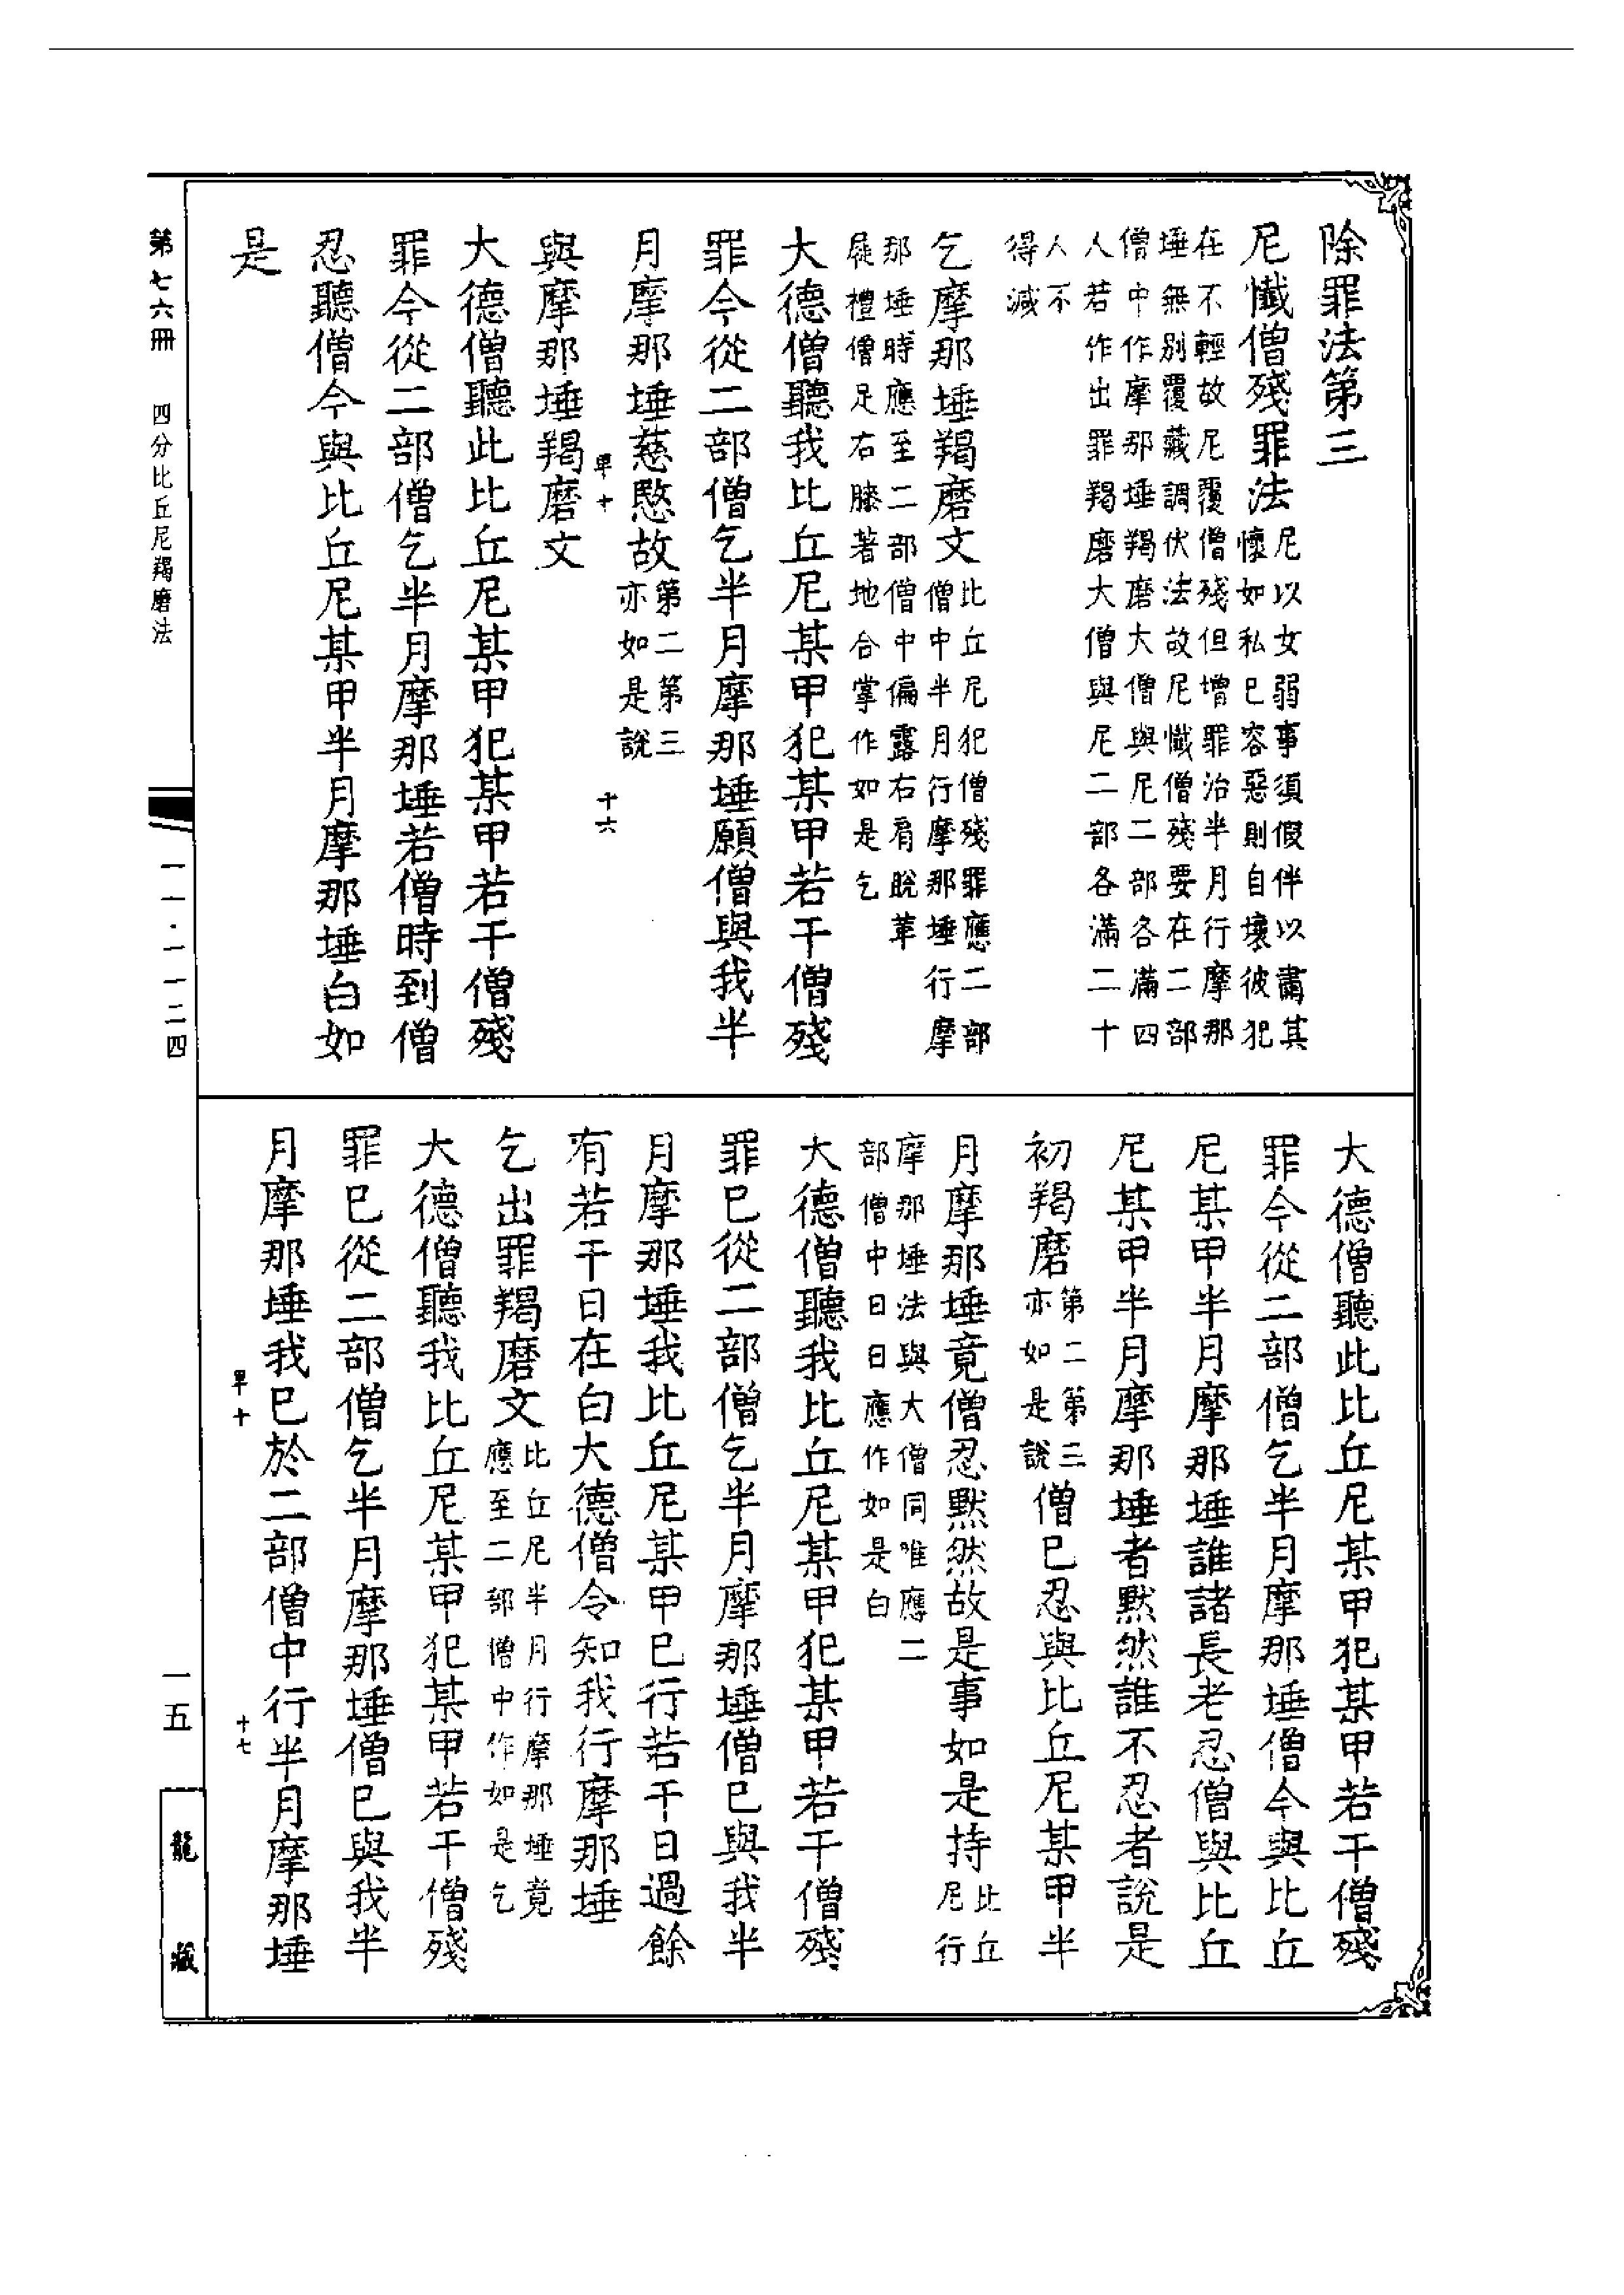 除罪法第三
尼懺僧殘罪法尼以女弱事須假伴以肅其
懷如私已容惡則自壞彼犯
在不輕故尼覆僧殘但增罪治半月行摩那
埵無別覆藏調伏法故尼懺僧殘要在二部
僧中作摩那埵羯磨大僧與尼二部各滿四
人若作出罪羯磨大僧與尼二部各滿二十
人不
得減
乞摩那埵羯磨文比丘尼犯僧殘罪應二部
僧中半月行摩那埵行摩
那埵時應至二部僧中偏露右肩脫革
屣禮僧足右膝著地合掌作如是乞
大德僧聽我比丘尼某甲犯某甲若干僧殘
罪今從二部僧乞半月摩那埵願僧與我半
月摩那埵慈愍故第二第三
亦如是說
與摩那埵羯磨文
大德僧聽此比丘尼某甲犯某甲若干僧殘
罪今從二部僧乞半月摩那埵若僧時到僧
忍聽僧今與比丘尼某甲半月摩那埵白如
是
大德僧聽此比丘尼某甲犯某甲若干僧殘
罪今從二部僧乞半月摩那埵僧今與比丘
尼某甲半月摩那埵誰諸長老忍僧與比丘
尼某甲半月摩那埵者默然誰不忍者說是
初羯磨第二第三
亦如是說僧已忍與比丘尼某甲半
月摩那埵竟僧忍默然故是事如是持比丘
尼行
摩那埵法與大僧同唯應二
部僧中日日應作如是白
大德僧聽我比丘尼某甲犯某甲若干僧殘
罪已從二部僧乞半月摩那埵僧已與我半
月摩那埵我比丘尼某甲已行若干日過餘
有若干日在白大德僧令知我行摩那埵
乞出罪羯磨文比丘尼半月行摩那埵竟
應至二部僧中作如是乞
大德僧聽我比丘尼某甲犯某甲若干僧殘
罪已從二部僧乞半月摩那埵僧已與我半
月摩那埵我已於二部僧中行半月摩那埵
第七六冊 四分比丘尼羯磨法
一一·一一二四
一五
龍藏
十六
十七